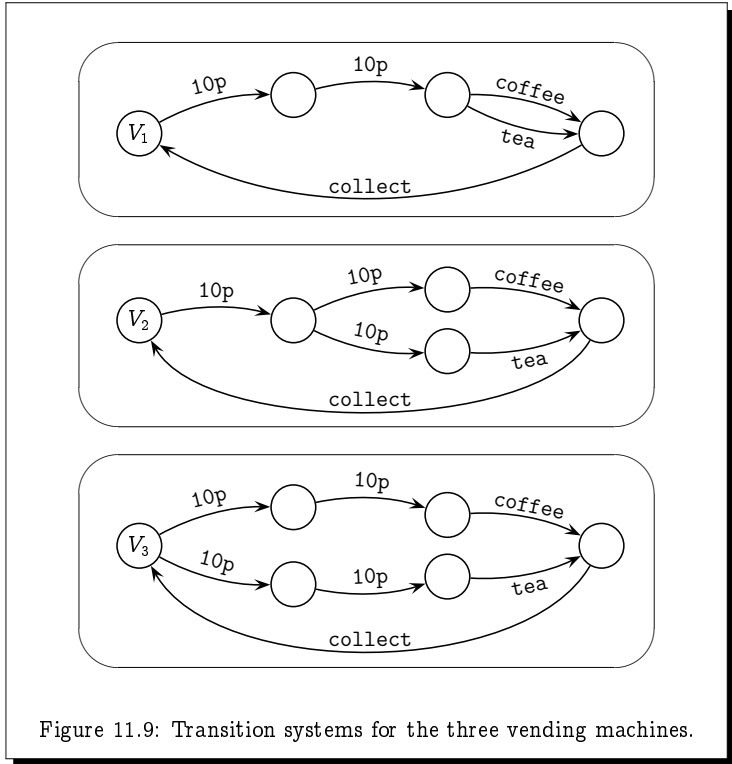 10p
10p
coffee
V1
tea
collect
10p
coffee
10p
V2
10p
tea
collect
10p
10p
coffee
V3
10p
10p
tea
collect
Figure 11.9: Transition systems for the three vending machines.